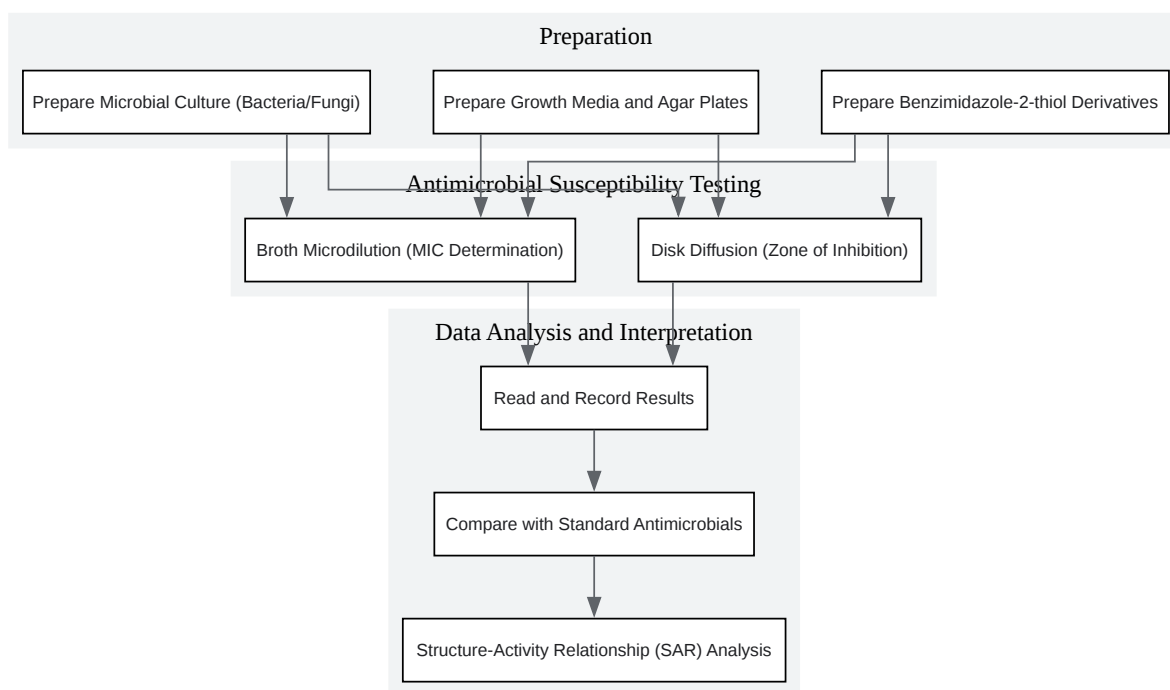 Preparation
Prepare Microbial Culture (Bacteria/Fungi)
Prepare Growth Media and Agar Plates
Prepare Benzimidazole-2-thiol Derivatives
Antimicrobial Susceptibility Testing
Broth Microdilution (MIC Determination)
Disk Diffusion (Zone of Inhibition)
Data Analysis and Interpretation
Read and Record Results
Compare with Standard Antimicrobials
Structure-Activity Relationship (SAR) Analysis